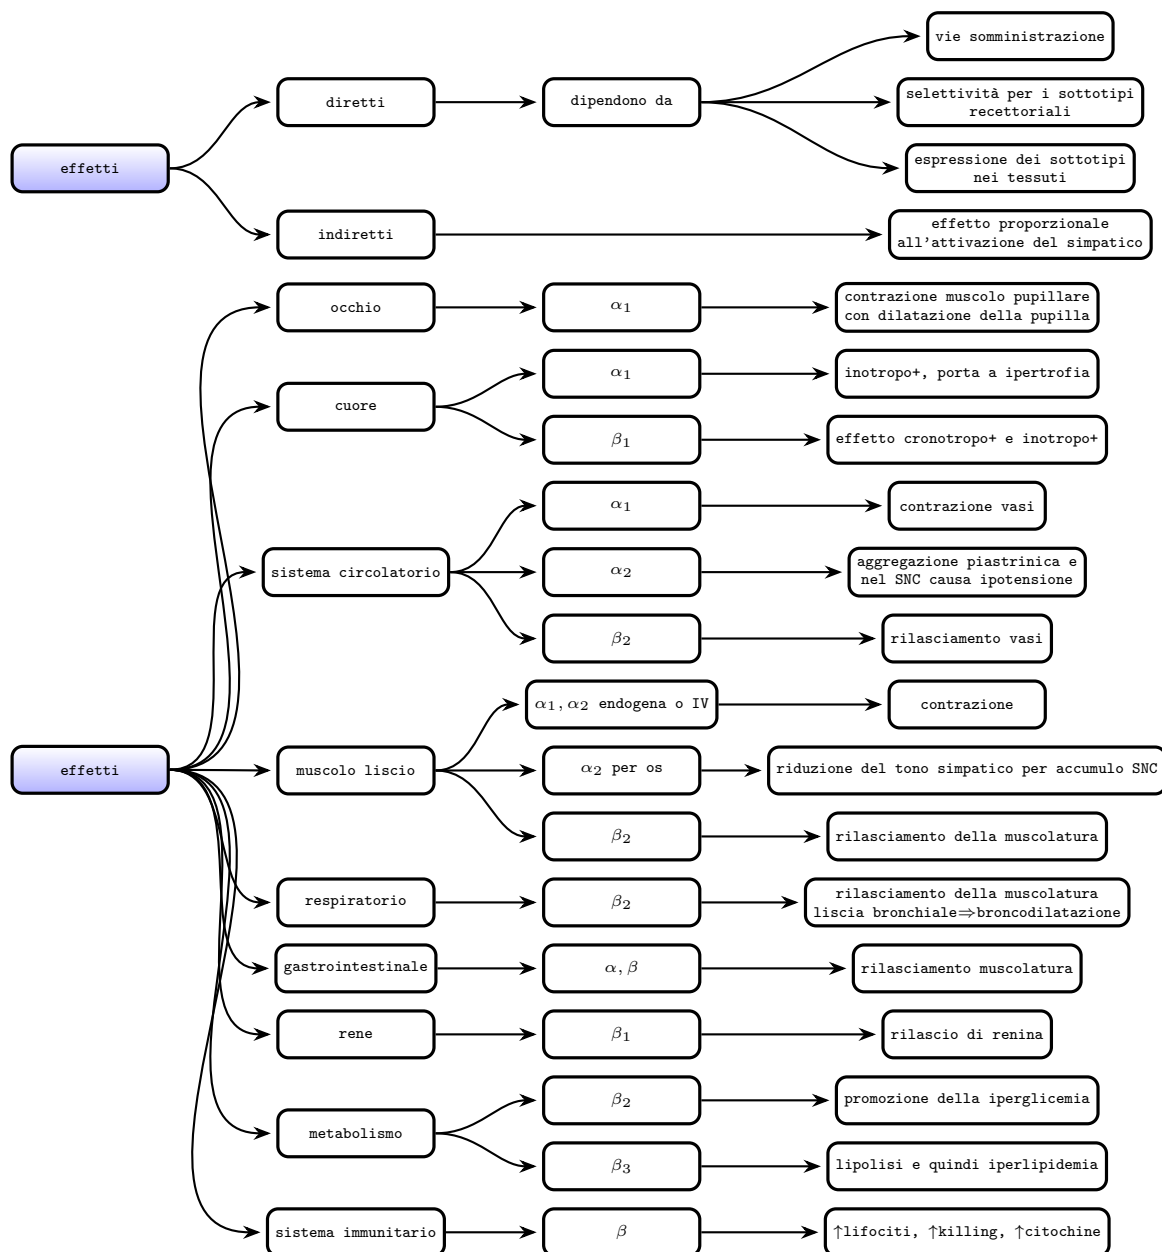 effetti
diretti
dipendono da
vie somministrazione
selettività per i sottotipi
recettoriali
espressione dei sottotipi
nei tessuti
indiretti
effetto proporzionale
all'attivazione del simpatico
effetti
occhio
α₁
contrazione muscolo pupillare
con dilatazione della pupilla
cuore
α₁
inotropo+, porta a ipertrofia
β₁
effetto cronotropo+ e inotropo+
sistema circolatorio
α₁
contrazione vasi
α₂
aggregazione piastrinica e
nel SNC causa ipotensione
β₂
rilasciamento vasi
muscolo liscio
α₁, α₂ endogena o IV
contrazione
α₂ per os
riduzione del tono simpatico per accumulo SNC
β₂
rilasciamento della muscolatura
respiratorio
β₂
rilasciamento della muscolatura
liscia bronchiale⇒broncodilatazione
gastrointestinale
α, β
rilasciamento muscolatura
rene
β₁
rilascio di renina
metabolismo
β₂
promozione della iperglicemia
β₃
lipolisi e quindi iperlipidemia
sistema immunitario
β
↑lifociti, ↑killing, ↑citochine